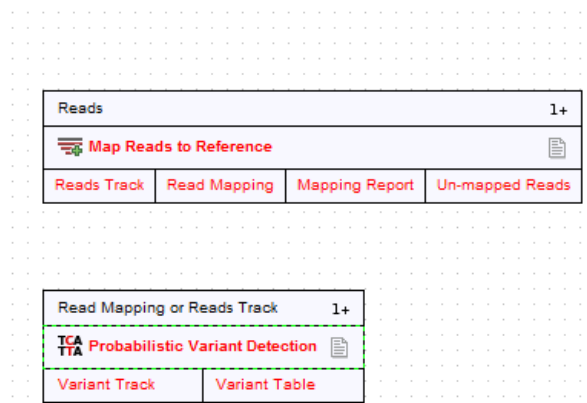 Reads 1+
Map Reads to Reference
Reads Track Read Mapping Mapping Report Un-mapped Reads
Read Mapping or Reads Track 1+
TCA TTA Probabilistic Variant Detection
Variant Track Variant Table